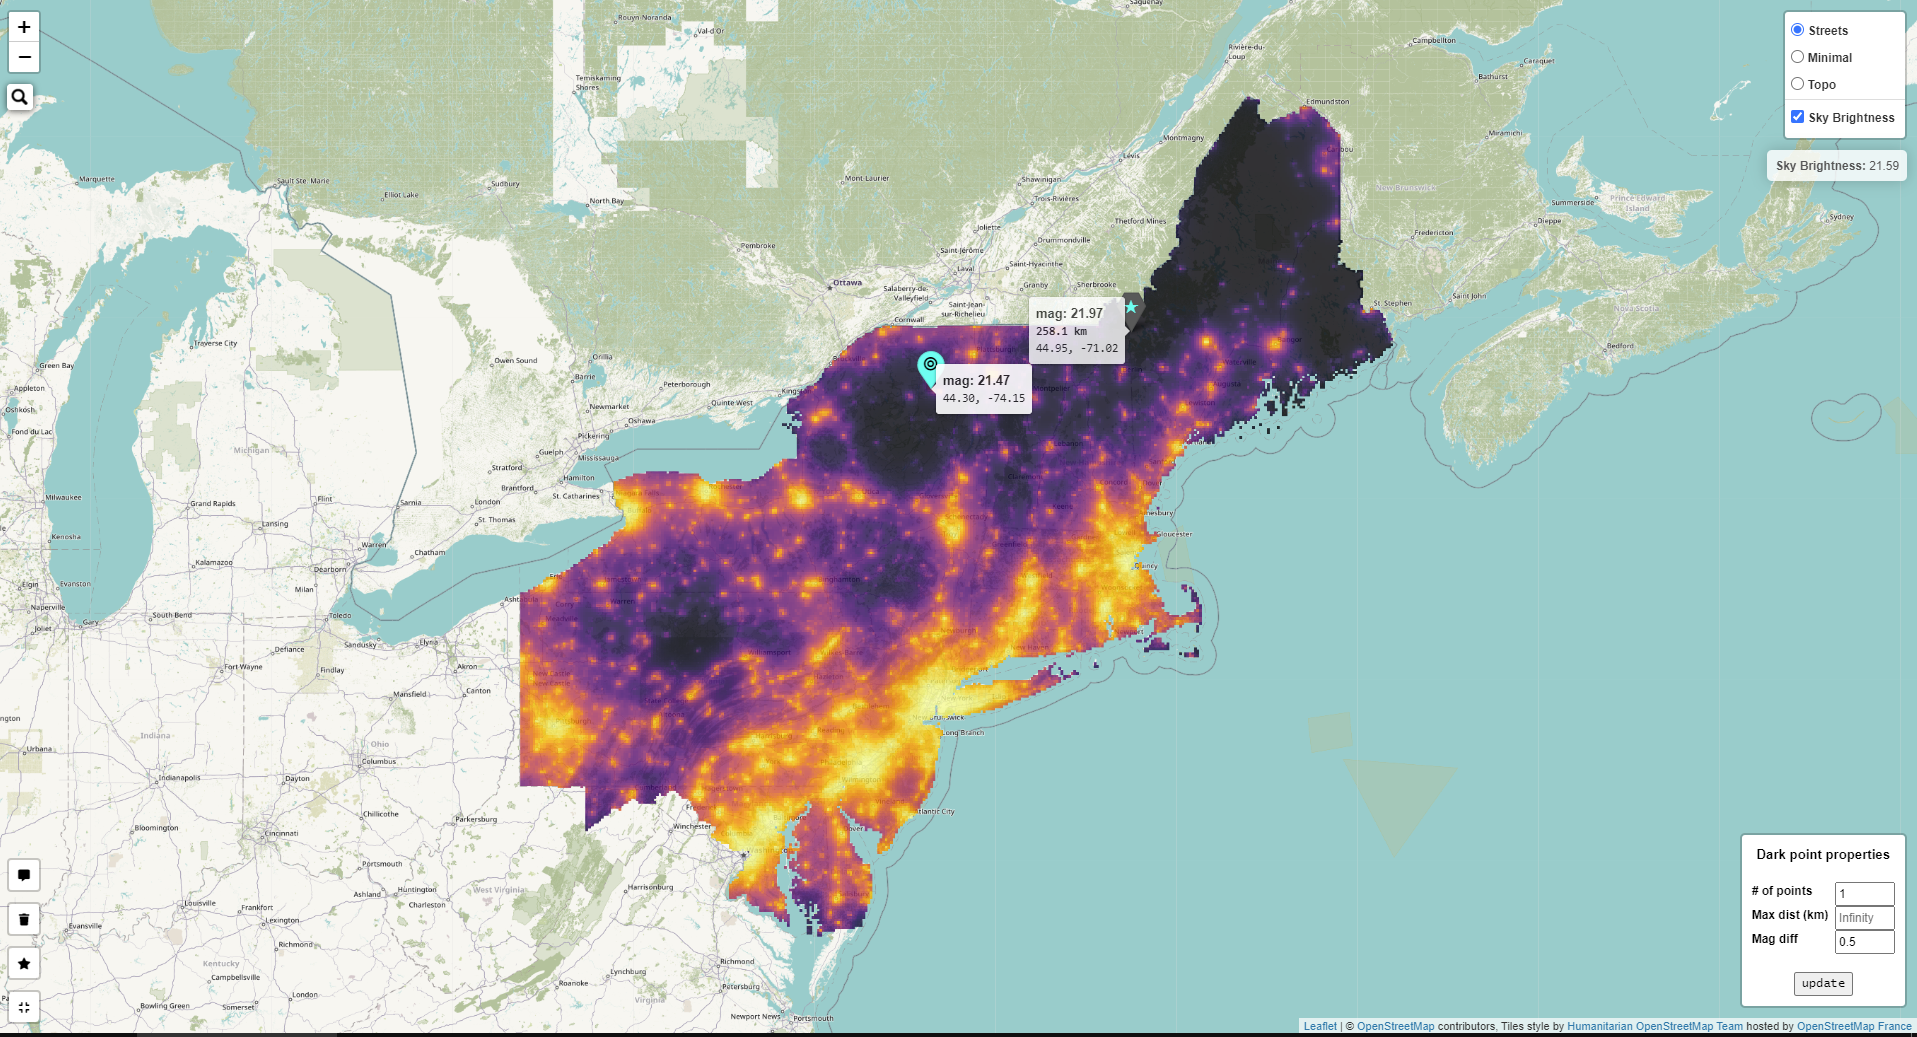 +
−
Streets
Minimal
Topo
Sky Brightness
Sky Brightness: 21.59
Rouyn-Noranda
Val-d'Or
Saguenay
Temiskaming
Shores
Rivière-du-
Loup
Campbellton
Caraquet
Bathurst
Edmundston
Miramichi
Marquette
Sault Ste. Marie
Elliot Lake
Sudbury
North Bay
Mont-Laurier
Montmagny
Lévis
Shawinigan
Trois-Rivières
Thetford Mines
New Brunswick
Prince Edward
Island
Summerside
Dieppe
Sydney
Fredericton
Joliette
Drummondville
Saint-Jérôme
Laval
Saint-Hyacinthe
Granby
Sherbrooke
Pembroke
Ottawa
Salaberry-de-
Valleyfield
Saint-Jean-
sur-Richelieu
Cornwall
Saint John
St. Stephen
Nova Scotia
Bedford
mag: 21.97
258.1 km
44.95, -71.02
mag: 21.47
44.30, -74.15
Traverse City
Green Bay
Owen Sound
Orillia
Barrie
Peterborough
Newmarket
Quinte West
Oshawa
Pickering
Mississauga
Guelph
Hamilton
St. Catharines
Stratford
Brantford
London
St. Thomas
Sarnia
Oshkosh
Fond du Lac
Michigan
Milwaukee
Grand Rapids
Flint
Lansing
Kenosha
Kalamazoo
Warren
Dearborn
Chatham
Milan
Elgin
Evanston
Naperville
Joliet
Gary
South Bend
Toledo
Sandusky
Elyria
Defiance
Findlay
Fort Wayne
Akron
Canton
Mansfield
Gloucester
Quincy
Montpelier
Lebanon
Concord
Keene
Binghamton
Williamsport
New Haven
Long Branch
Atlantic City
Philadelphia
Wilmington
Dover
Washington
Indiana
Ohio
Urbana
Columbus
Indianapolis
Dayton
Chillicothe
Cincinnati
Bloomington
Parkersburg
Winchester
Portsmouth
Ashland
Huntington
Charleston
West Virginia
Harrisonburg
Louisville
Frankfort
Lexington
Evansville
Richmond
Kentucky
Campbellsville
London
Somerset
Bowling Green
Lynchburg
Roanoke
Virginia
Richmond
Petersburg
Newport News
Portsmouth
Dark point properties
# of points 1
Max dist (km) Infinity
Mag diff 0.5
update
Leaflet | © OpenStreetMap contributors, Tiles style by Humanitarian OpenStreetMap Team hosted by OpenStreetMap France